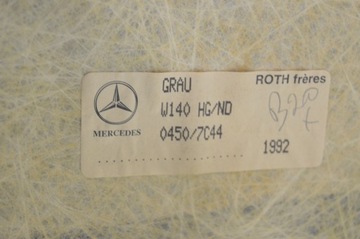 GRAU
ROTH frères
W140 HG/ND
MERCEDES
0450/7C44
1992